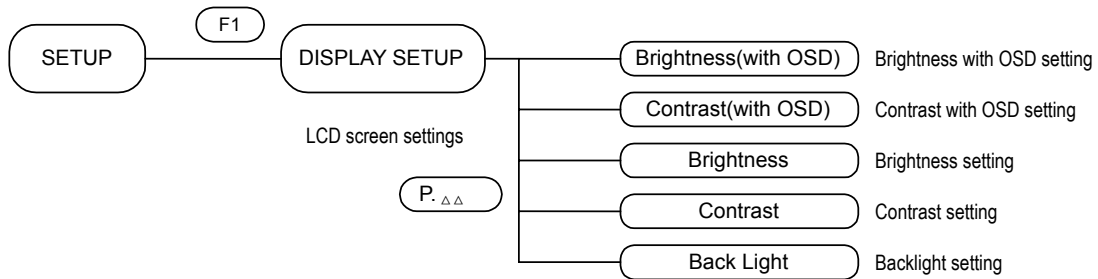 F1
SETUP
DISPLAY SETUP
Brightness(with OSD) Brightness with OSD setting
Contrast(with OSD) Contrast with OSD setting
LCD screen settings
Brightness Brightness setting
P. △△
Contrast Contrast setting
Back Light Backlight setting